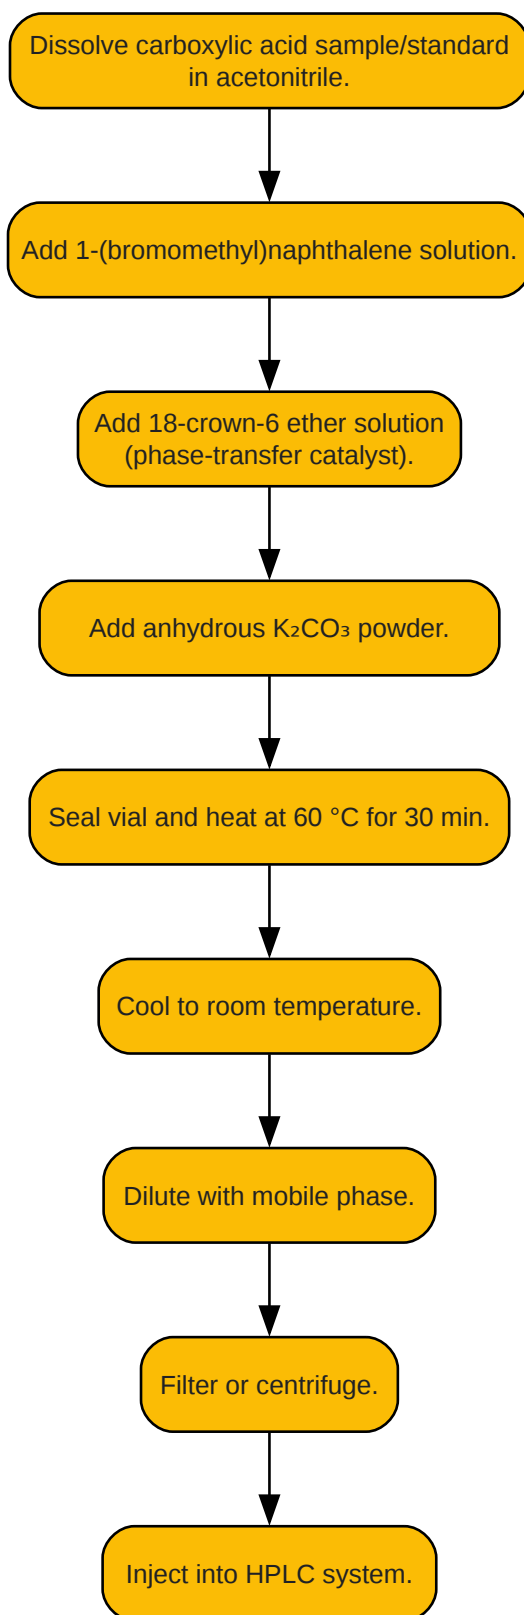 Dissolve carboxylic acid sample/standard
in acetonitrile.
Add 1-(bromomethyl)naphthalene solution.
Add 18-crown-6 ether solution
(phase-transfer catalyst).
Add anhydrous K₂CO₃ powder.
Seal vial and heat at 60 °C for 30 min.
Cool to room temperature.
Dilute with mobile phase.
Filter or centrifuge.
Inject into HPLC system.